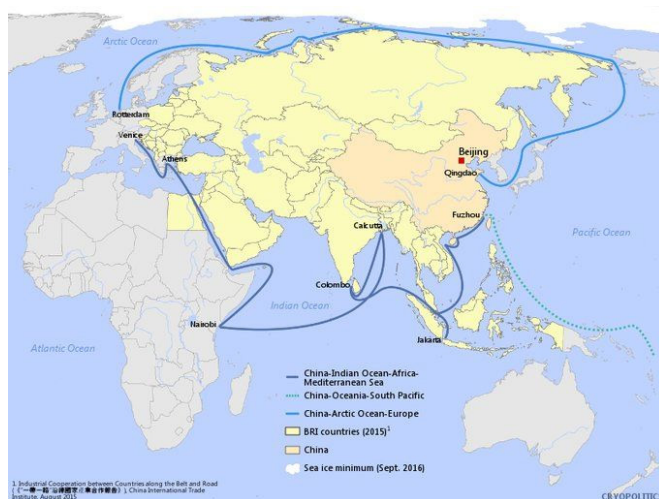 Arctic Ocean
Rotterdam
Venice
Athens
Beijing
Qingdao
Fuzhou
Calcutta
Pacific Ocean
Colombo
Indian Ocean
Nairobi
Jakarta
Atlantic Ocean
China-Indian Ocean-Africa-
Mediterranean Sea
China-Oceania-South Pacific
China-Arctic Ocean-Europe
BRI countries (2015)¹
China
Sea ice minimum (Sept. 2016)
1. Industrial Cooperation between Countries along the Belt and Road
China International Trade
Institute, August 2015
CRYOPOLITIC